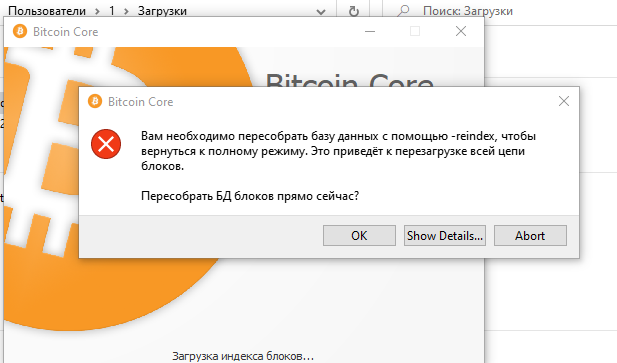 Пользователи > 1 > Загрузки
Поиск: Загрузки
Bitcoin Core
Bitcoin Core
Bitcoin Core
Вам необходимо пересобрать базу данных с помощью -reindex, чтобы
вернуться к полному режиму. Это приведёт к перезагрузке всей цепи
блоков.
Пересобрать БД блоков прямо сейчас?
OK
Show Details...
Abort
Загрузка индекса блоков...